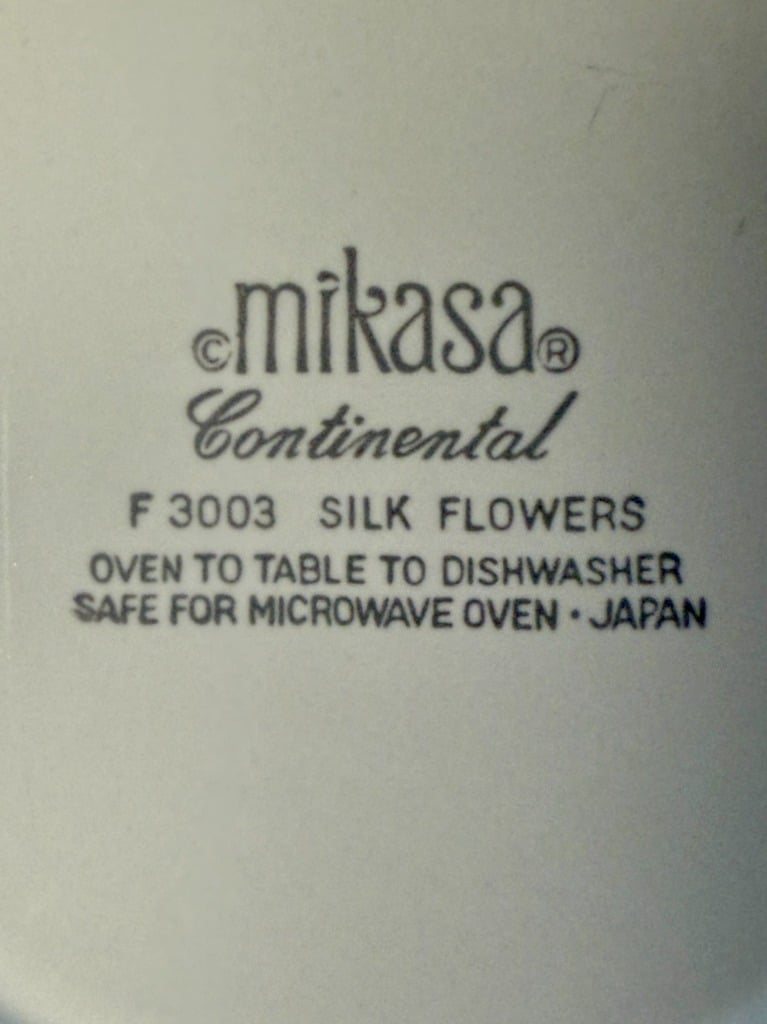 ©mikasa®
Continental
F 3003 SILK FLOWERS
OVEN TO TABLE TO DISHWASHER
SAFE FOR MICROWAVE OVEN · JAPAN